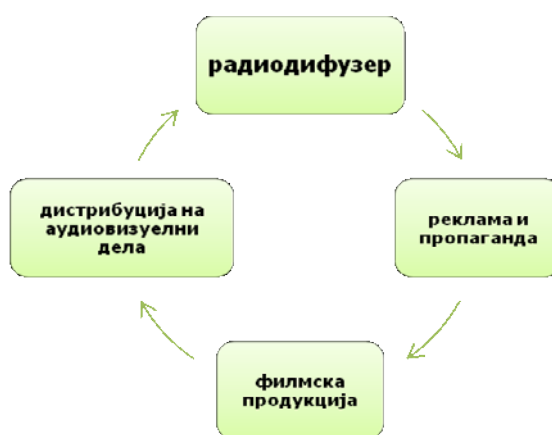 радиодифузер
реклама и
пропаганда
филмска
продукција
дистрибуција на
аудиовизуелни
дела